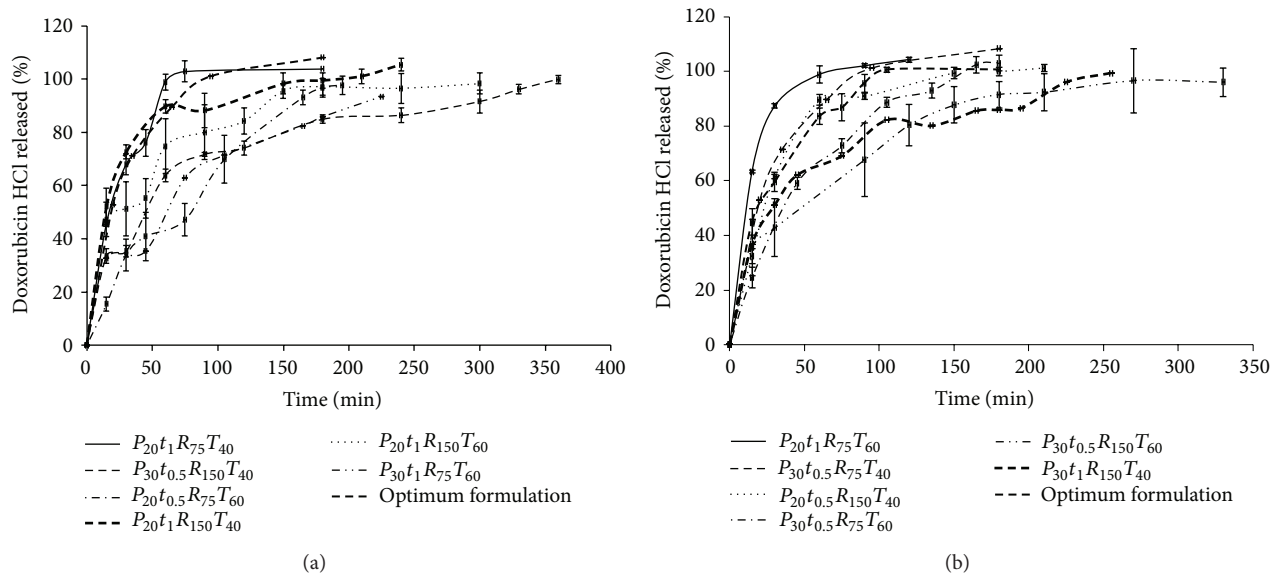 120
100
80
60
40
20
0
Doxorubicin HCl released (%)
0 50 100 150 200 250 300 350 400
Time (min)
P₂₀t₁R₇₅T₄₀
P₃₀t₀.₅R₁₅₀T₄₀
P₂₀t₀.₅R₇₅T₆₀
P₂₀t₁R₁₅₀T₄₀
P₂₀t₁R₁₅₀T₆₀
P₃₀t₁R₇₅T₆₀
Optimum formulation
(a)
120
100
80
60
40
20
0
Doxorubicin HCl released (%)
0 50 100 150 200 250 300 350
Time (min)
P₂₀t₁R₇₅T₆₀
P₃₀t₀.₅R₇₅T₄₀
P₂₀t₀.₅R₁₅₀T₄₀
P₃₀t₀.₅R₇₅T₆₀
P₃₀t₀.₅R₁₅₀T₆₀
P₃₀t₁R₁₅₀T₄₀
Optimum formulation
(b)